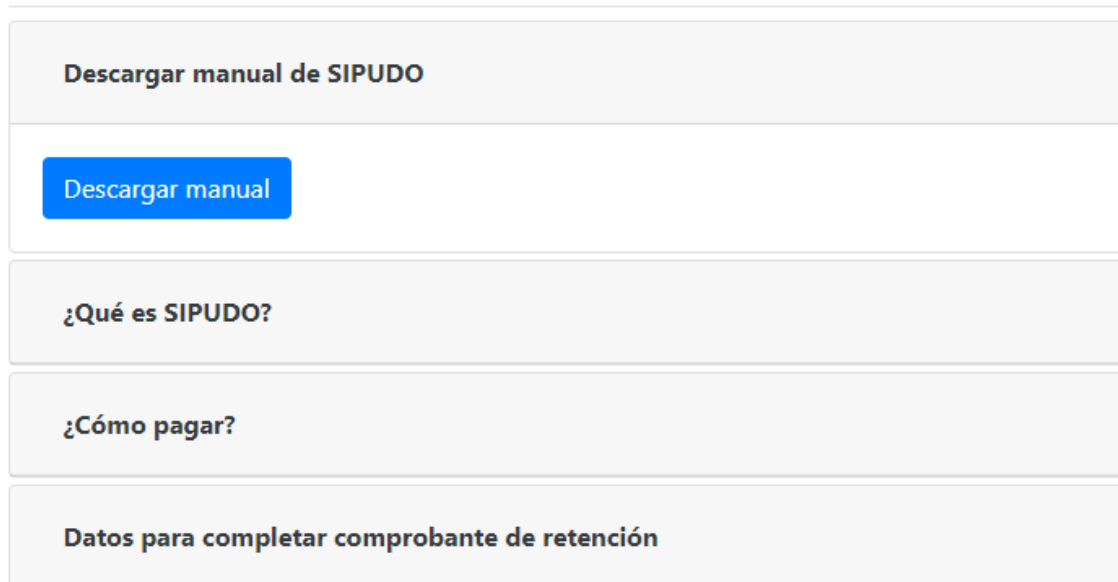 Descargar manual de SIPUDO
Descargar manual
¿Qué es SIPUDO?
¿Cómo pagar?
Datos para completar comprobante de retención